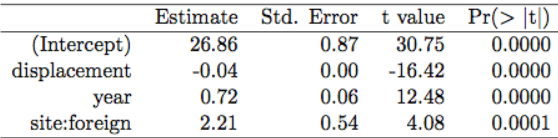 Estimate Std. Error t value Pr(> |t|)
(Intercept) 26.86 0.87 30.75 0.0000
displacement -0.04 0.00 -16.42 0.0000
year 0.72 0.06 12.48 0.0000
site:foreign 2.21 0.54 4.08 0.0001